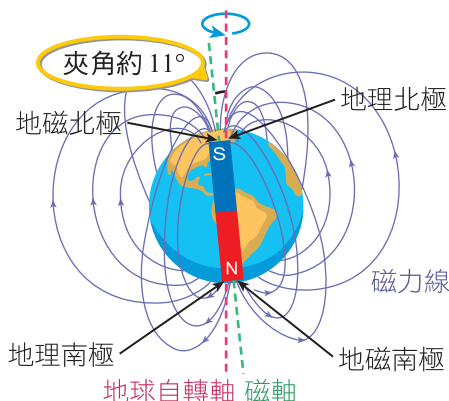 夾角約 11°
地理北極
地磁北極
S
N
磁力線
地理南極
地磁南極
地球自轉軸
磁軸